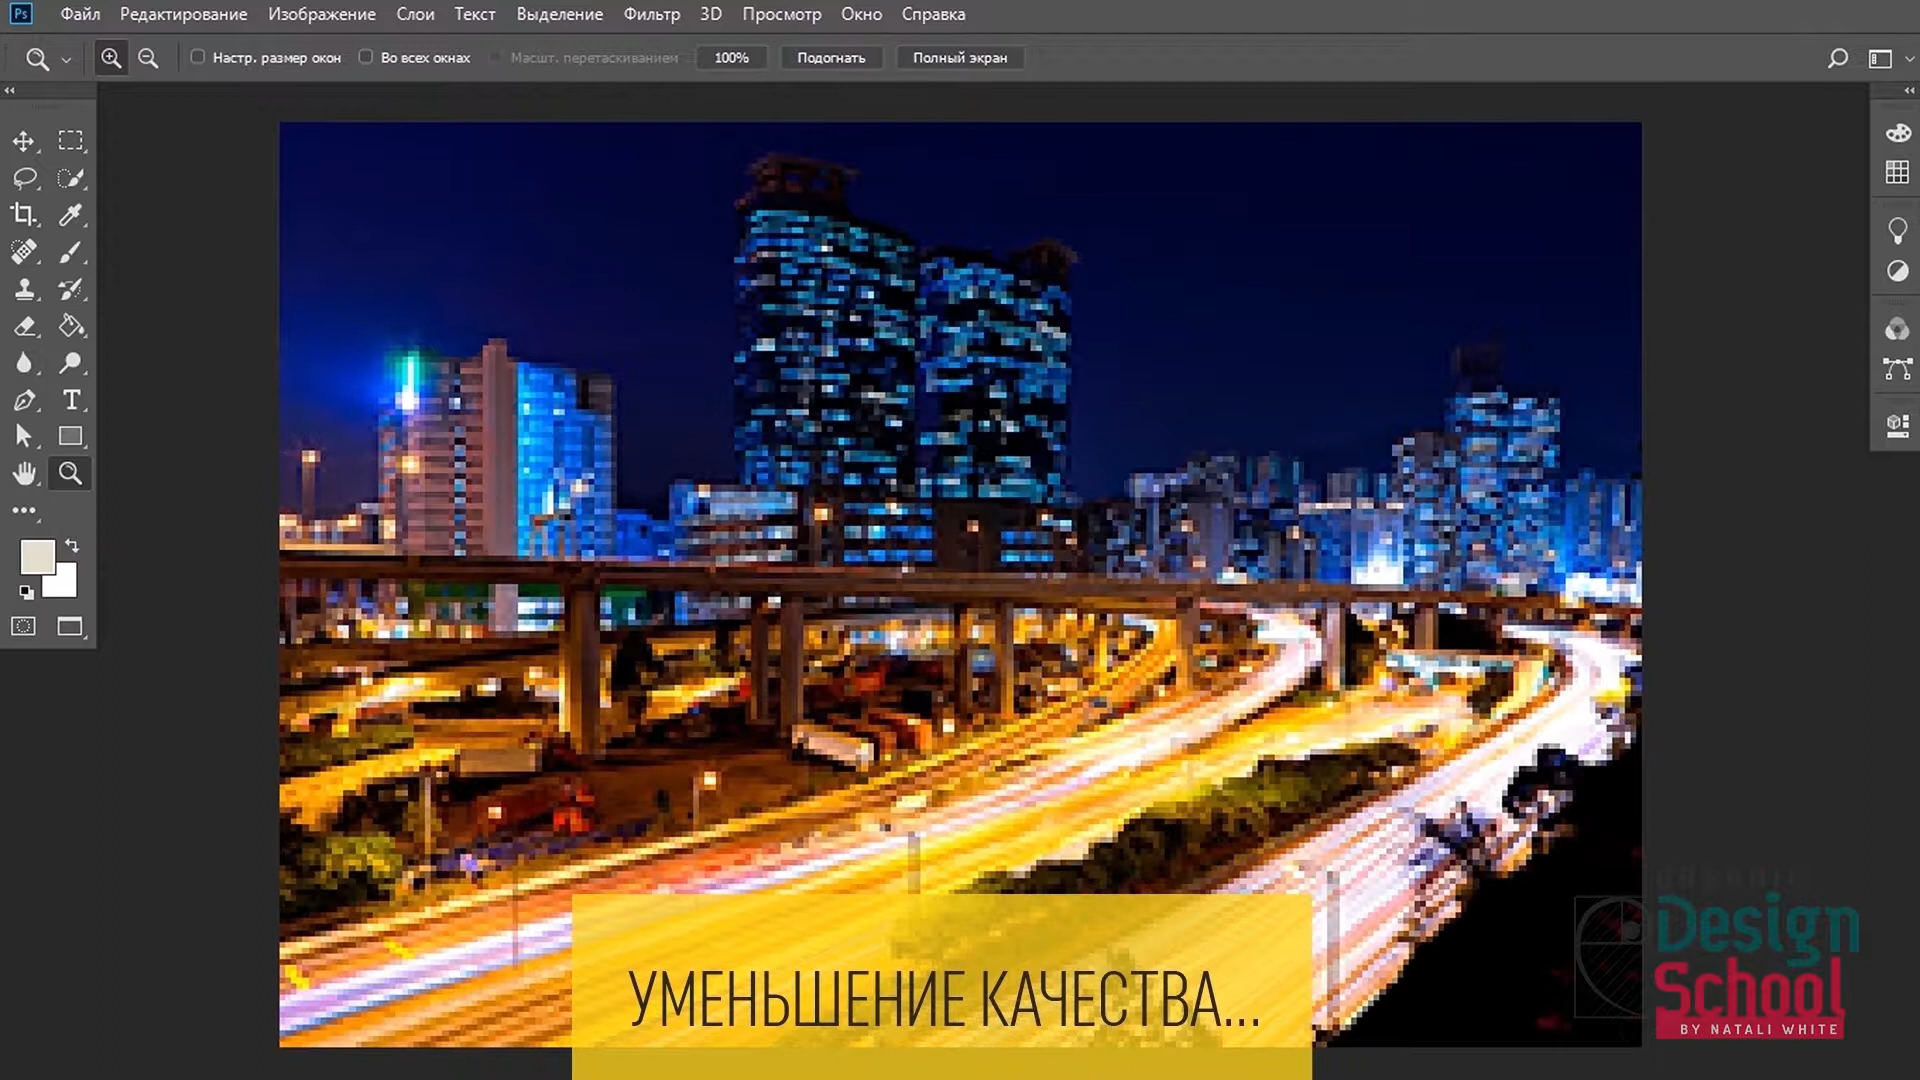 Ps Файл Редактирование Изображение Слои Текст Выделение Фильтр 3D Просмотр Окно Справка
Настр. размер окон Во всех окнах Масшт. перетаскиванием 100% Подогнать Полный экран
T
Design
School
BY NATALI WHITE
УМЕНЬШЕНИЕ КАЧЕСТВА...